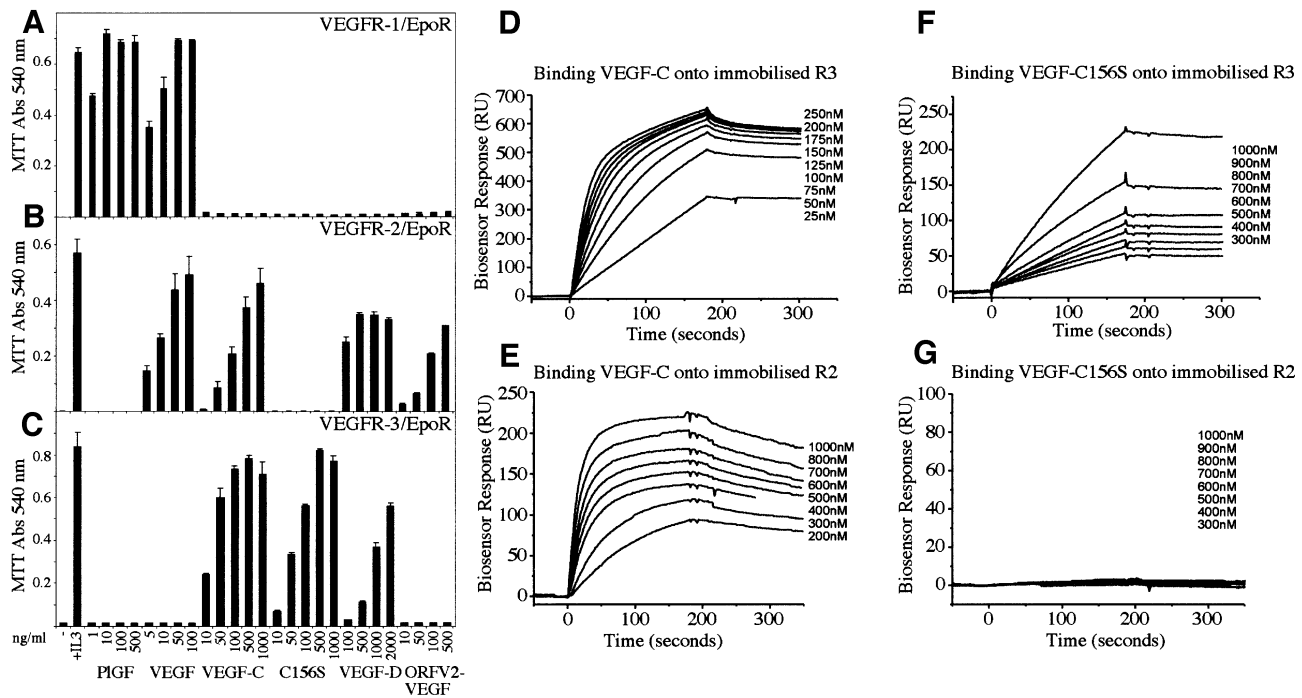 A
VEGFR-1/EpoR
MTT Abs 540 nm
0.6
0.4
0.2
B
VEGFR-2/EpoR
MTT Abs 540 nm
0.6
0.4
0.2
C
VEGFR-3/EpoR
MTT Abs 540 nm
0.8
0.6
0.4
0.2
ng/ml - +IL3 1 10 100 500 5 10 50 100 10 50 100 500 1000 10 50 100 500 1000 100 500 1000 2000 10 50 100 500
PlGF VEGF VEGF-C C156S VEGF-D ORFV2-
VEGF
D
Binding VEGF-C onto immobilised R3
Biosensor Response (RU)
700
600
500
400
300
200
100
0
250nM
200nM
175nM
150nM
125nM
100nM
75nM
50nM
25nM
0 100 200 300
Time (seconds)
E
Binding VEGF-C onto immobilised R2
Biosensor Response (RU)
250
200
150
100
50
0
1000nM
800nM
700nM
600nM
500nM
400nM
300nM
200nM
0 100 200 300
Time (seconds)
F
Binding VEGF-C156S onto immobilised R3
Biosensor Response (RU)
250
200
150
100
50
0
1000nM
900nM
800nM
700nM
600nM
500nM
400nM
300nM
0 100 200 300
Time (seconds)
G
Binding VEGF-C156S onto immobilised R2
Biosensor Response (RU)
100
80
60
40
20
0
1000nM
900nM
800nM
700nM
600nM
500nM
400nM
300nM
0 100 200 300
Time (seconds)